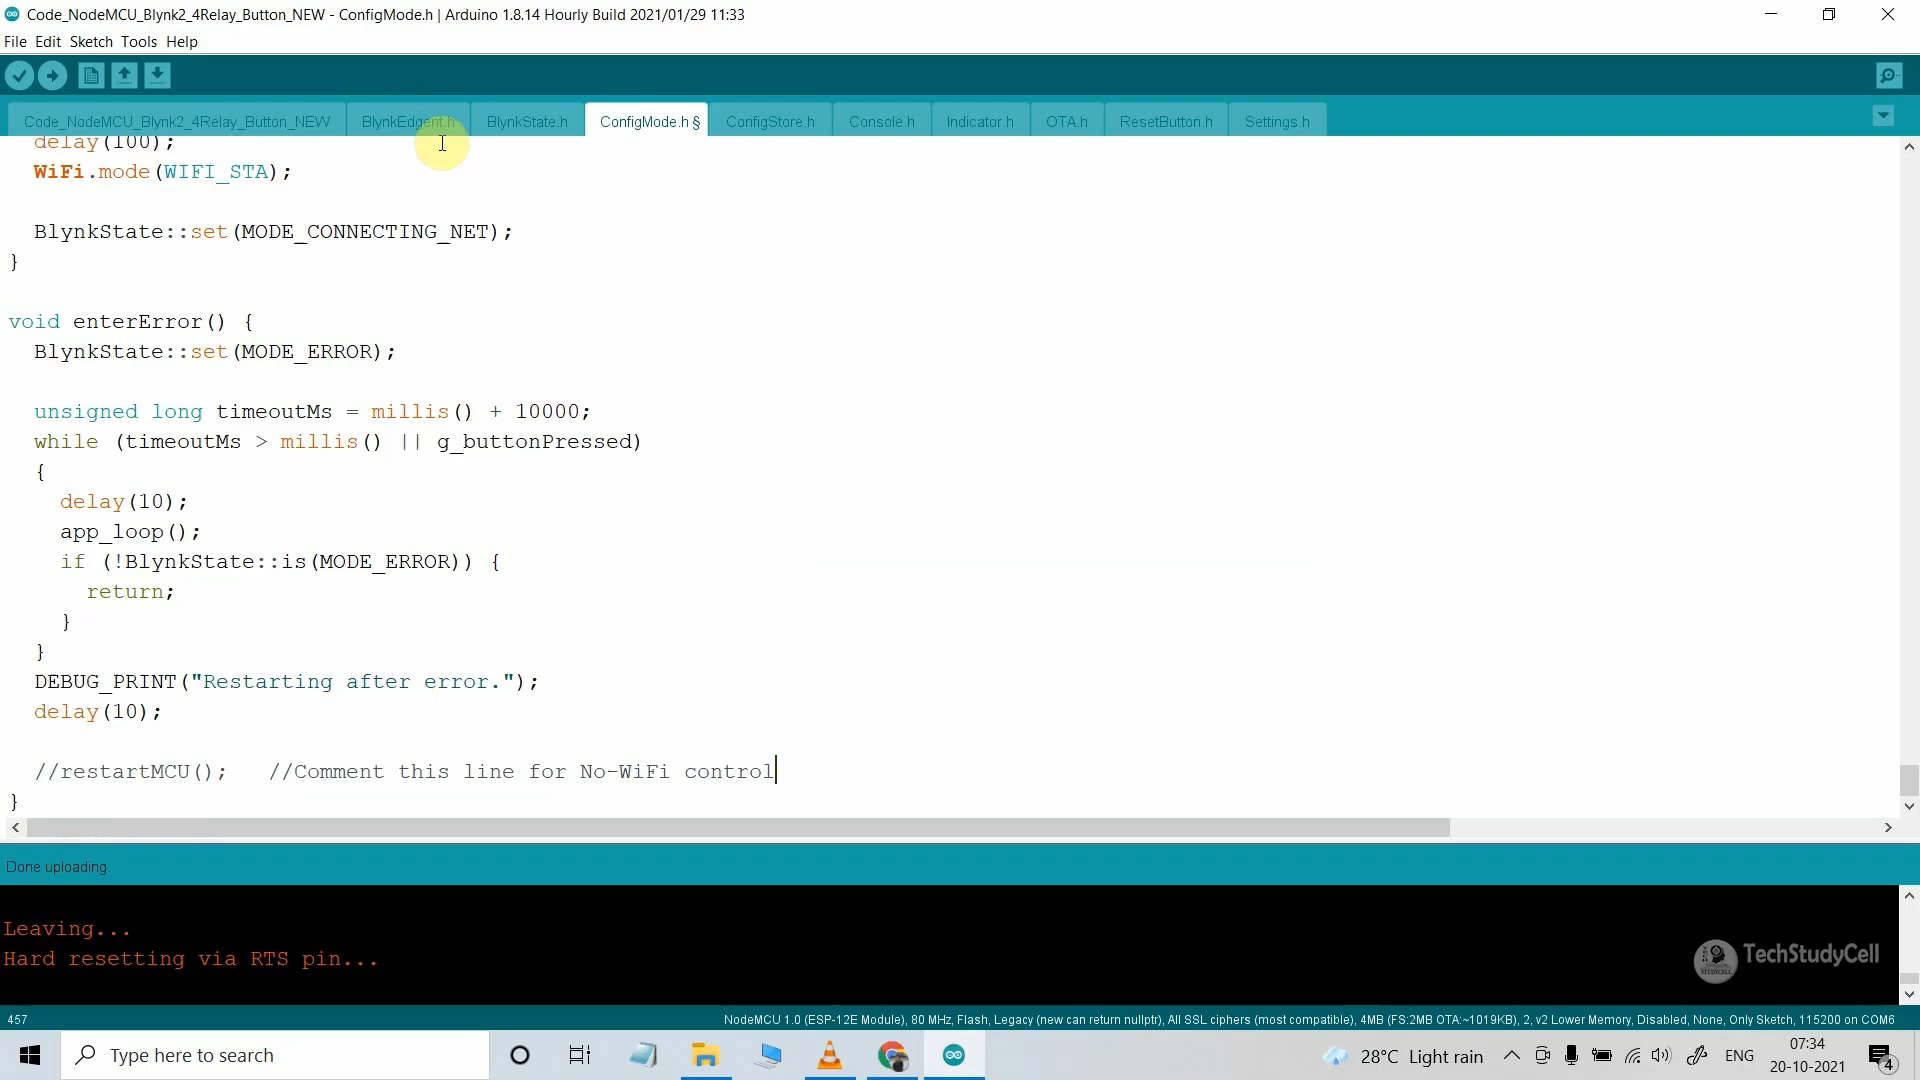 Code_NodeMCU_Blynk2_4Relay_Button_NEW - ConfigMode.h | Arduino 1.8.14 Hourly Build 2021/01/29 11:33
File Edit Sketch Tools Help
Code_NodeMCU_Blynk2_4Relay_Button_NEW BlynkEdgent.h BlynkState.h ConfigMode.h § ConfigStore.h Console.h Indicator.h OTA.h ResetButton.h Settings.h
delay(100);
WiFi.mode(WIFI_STA);
BlynkState::set(MODE_CONNECTING_NET);
}
void enterError() {
BlynkState::set(MODE_ERROR);
unsigned long timeoutMs = millis() + 10000;
while (timeoutMs > millis() || g_buttonPressed)
{
delay(10);
app_loop();
if (!BlynkState::is(MODE_ERROR)) {
return;
}
}
DEBUG_PRINT("Restarting after error.");
delay(10);
//restartMCU(); //Comment this line for No-WiFi control
}
Done uploading.
Leaving...
Hard resetting via RTS pin...
STUDYCELL TechStudyCell
457 NodeMCU 1.0 (ESP-12E Module), 80 MHz, Flash, Legacy (new can return nullptr), All SSL ciphers (most compatible), 4MB (FS:2MB OTA:~1019KB), 2, v2 Lower Memory, Disabled, None, Only Sketch, 115200 on COM6
Type here to search 28°C Light rain ENG 07:34
20-10-2021 4